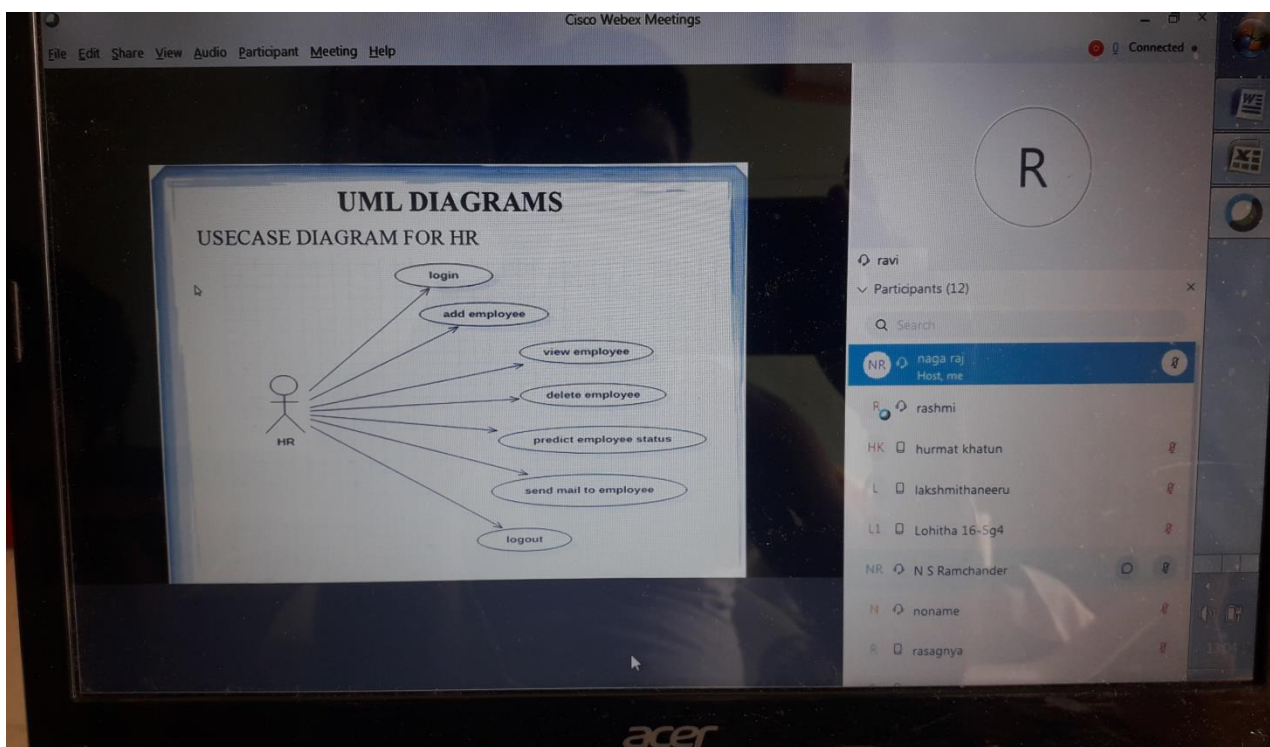 Cisco Webex Meetings
File Edit Share View Audio Participant Meeting Help
Connected
UML DIAGRAMS
USECASE DIAGRAM FOR HR
login
add employee
view employee
delete employee
predict employee status
send mail to employee
logout
HR
R
ravi
Participants (12)
Search
NR naga raj
Host, me
R rashmi
HK hurmat khatun
L lakshmithaneeru
L1 Lohitha 16-5g4
NR N S Ramchander
N noname
R rasagnya
13:04
acer